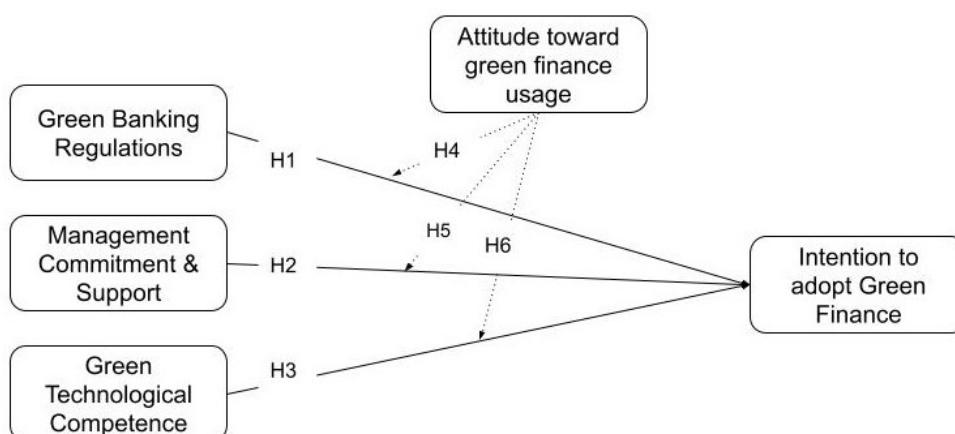 Attitude toward
green finance
usage
Green Banking
Regulations
H1
H4
Management
Commitment &
Support
H2
H5
H6
Intention to
adopt Green
Finance
Green
Technological
Competence
H3